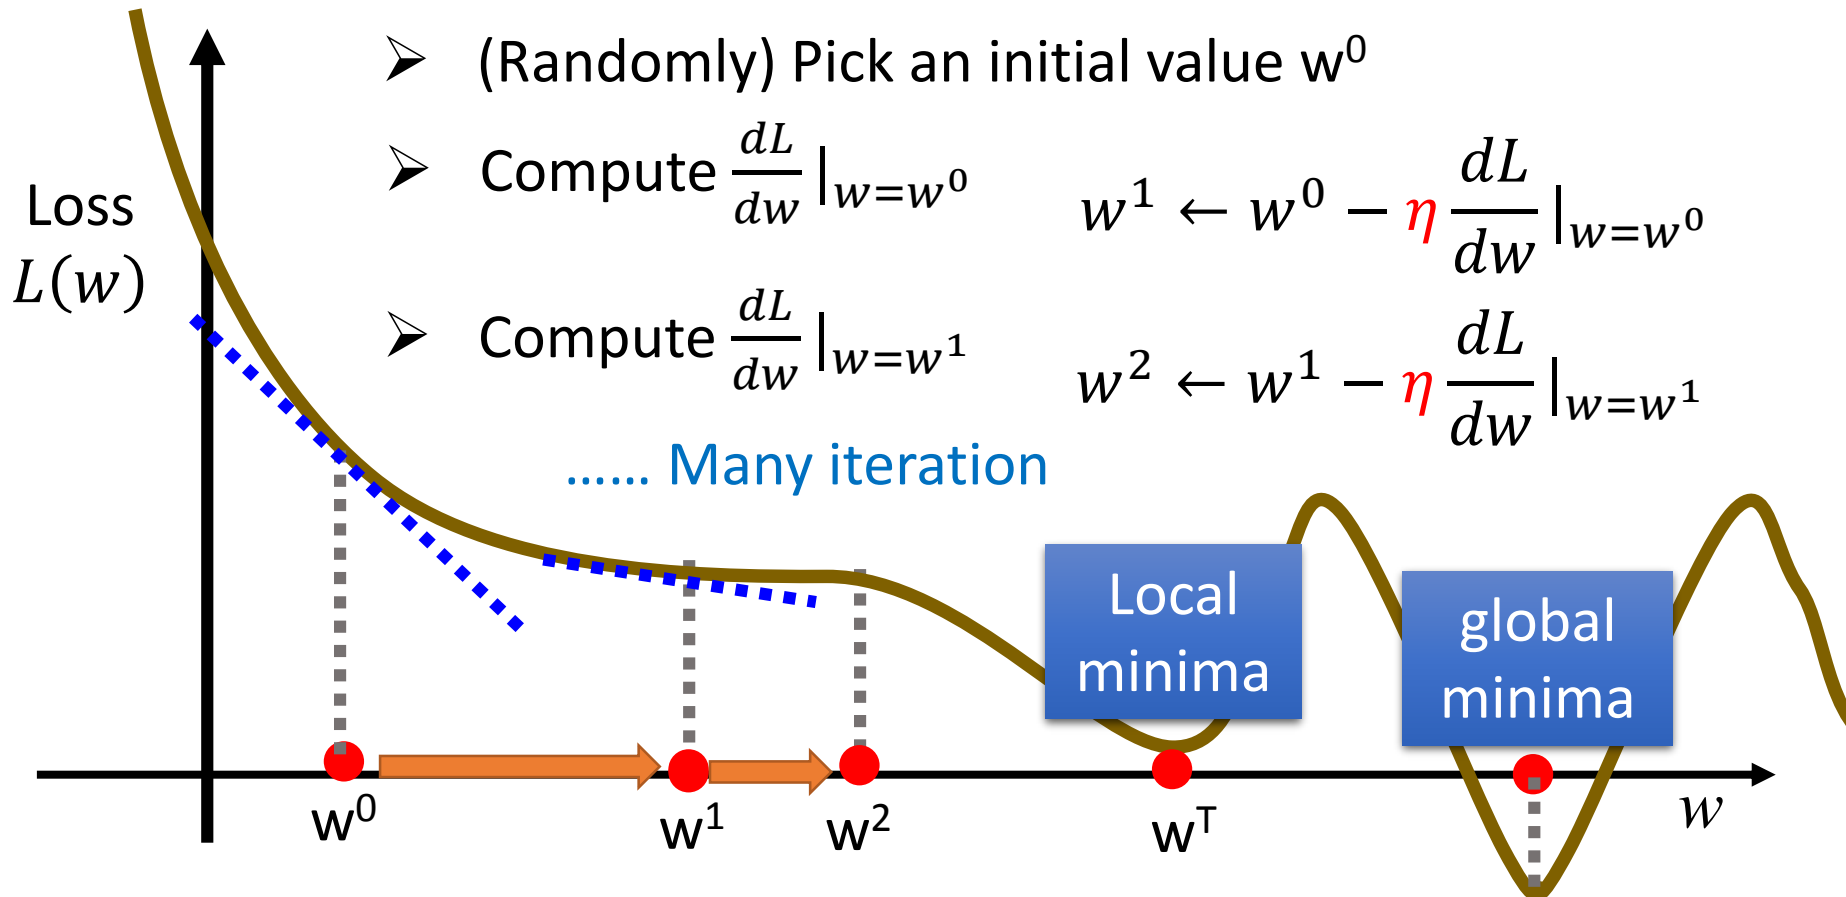 ➢ (Randomly) Pick an initial value w⁰
➢ Compute dL/dw |w=w⁰
w¹ ← w⁰ − η dL/dw |w=w⁰
Loss
L(w)
➢ Compute dL/dw |w=w¹
w² ← w¹ − η dL/dw |w=w¹
...... Many iteration
Local
minima
global
minima
w⁰
w¹
w²
wᵀ
w